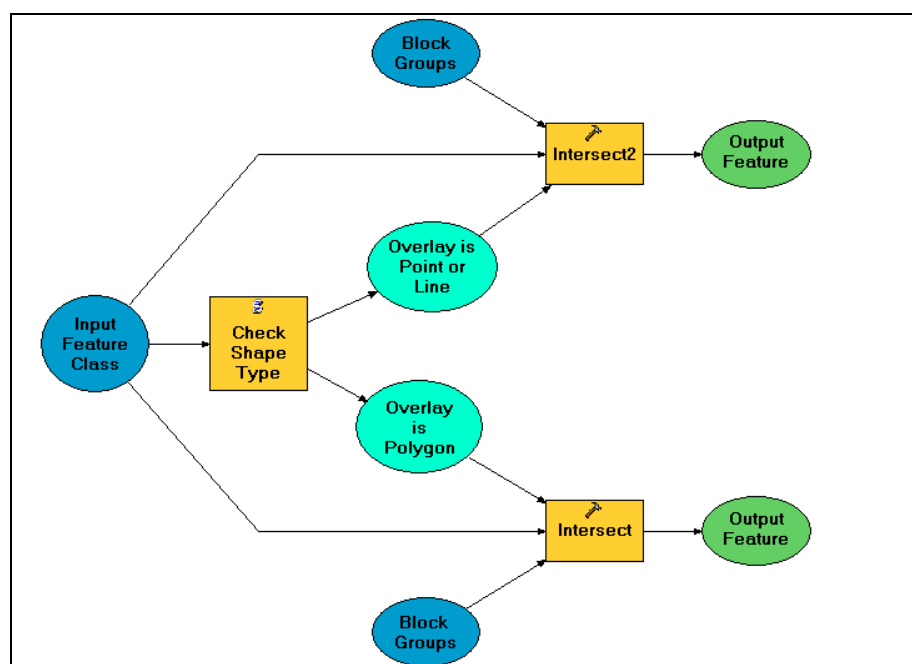 Block
Groups
Intersect2
Output
Feature
Overlay is
Point or
Line
Input
Feature
Class
Check
Shape
Type
Overlay
is
Polygon
Intersect
Output
Feature
Block
Groups